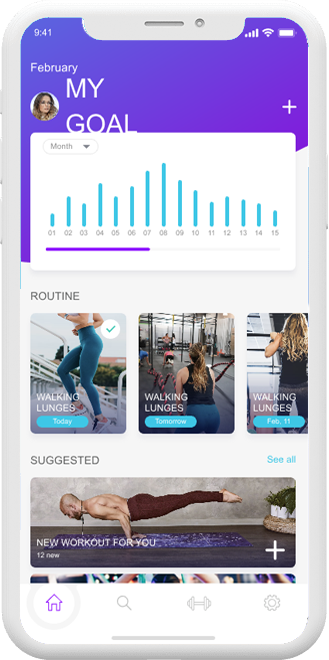 9:41
February
MY
GOAL
Month
01 02 03 04 05 06 07 08 09 10 11 12 13 14 15
ROUTINE
WALKING
LUNGES
Today
WALKING
LUNGES
Tomorrow
WALKING
LUNGES
Feb. 11
SUGGESTED
See all
NEW WORKOUT FOR YOU
12 new